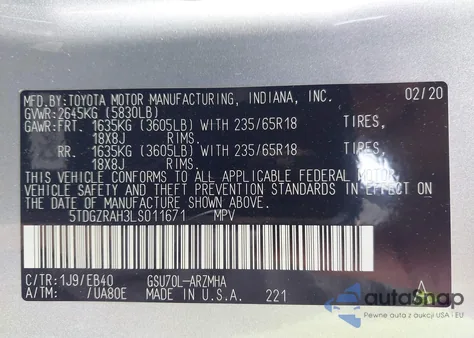 MFD.BY:TOYOTA MOTOR MANUFACTURING, INDIANA, INC. 02/20
GVWR:2645KG (5830LB)
GAWR:FRT. 1635KG (3605LB) WITH 235/65R18 TIRES,
18X8J RIMS.
RR. 1635KG (3605LB) WITH 235/65R18 TIRES,
18X8J RIMS.
THIS VEHICLE CONFORMS TO ALL APPLICABLE FEDERAL MOTOR
VEHICLE SAFETY AND THEFT PREVENTION STANDARDS IN EFFECT ON
THE DATE OF MANUFACTURE SHOWN ABOVE.
5TDGZRAH3LS011671 MPV
C/TR:1J9/EB40 GSU70L-ARZMHA
A/TM: /UA80E MADE IN U.S.A. 221
autaSnap
Pewne auta z USA i EU